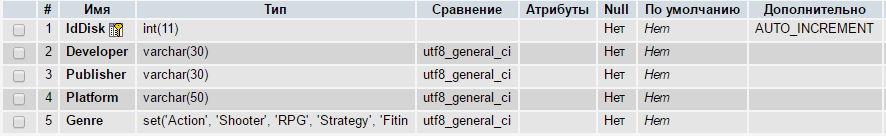 # Имя Тип Сравнение Атрибуты Null По умолчанию Дополнительно
1 IdDisk int(11) Нет Нет AUTO_INCREMENT
2 Developer varchar(30) utf8_general_ci Нет Нет
3 Publisher varchar(30) utf8_general_ci Нет Нет
4 Platform varchar(50) utf8_general_ci Нет Нет
5 Genre set('Action', 'Shooter', 'RPG', 'Strategy', 'Fitin utf8_general_ci Нет Нет